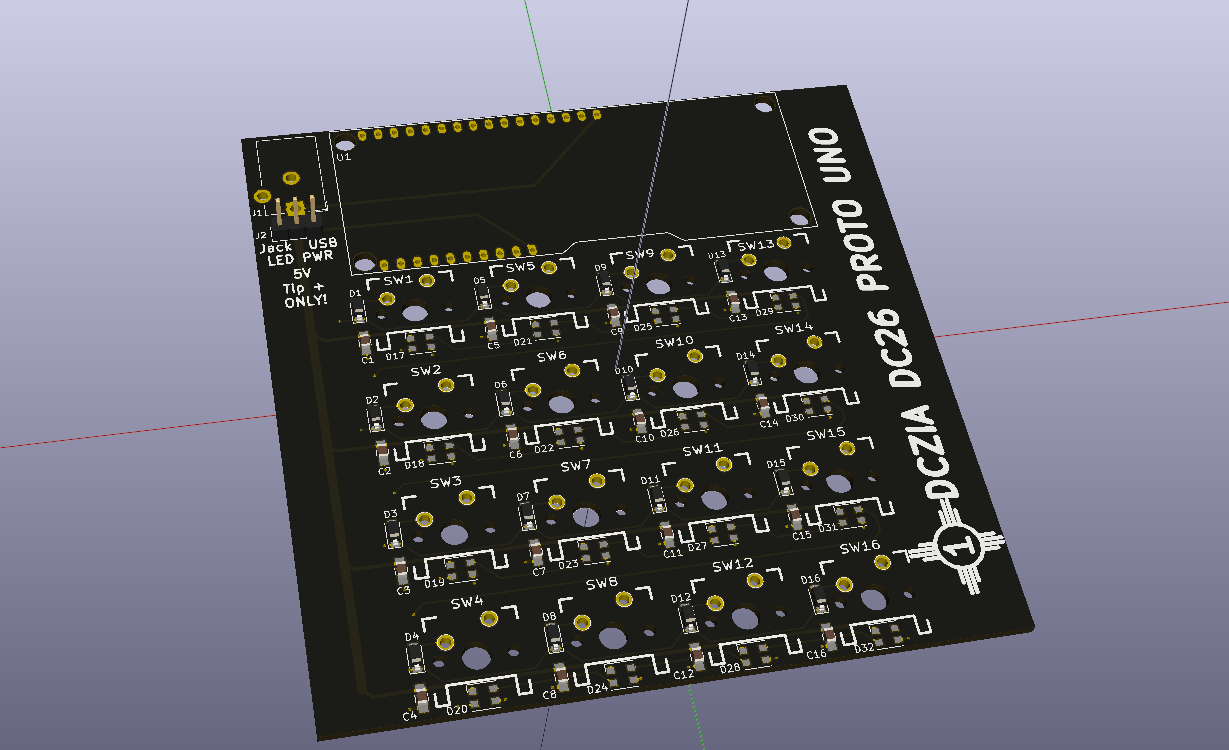 U1
J1
J2
Jack USB
LED PWR
5V
Tip +
ONLY!
DCZIA DC26 PROTO UNO
1
SW1
SW5
SW9
SW13
D1
D5
D9
D13
C1
D17
C5
D21
C9
D25
C13
D29
SW2
SW6
SW10
SW14
D2
D6
D10
D14
C2
D18
C6
D22
C10
D26
C14
D30
SW3
SW7
SW11
SW15
D3
D7
D11
D15
C3
D19
C7
D23
C11
D27
C15
D31
SW4
SW8
SW12
SW16
D4
D8
D12
D16
C4
D20
C8
D24
C12
D28
C16
D32